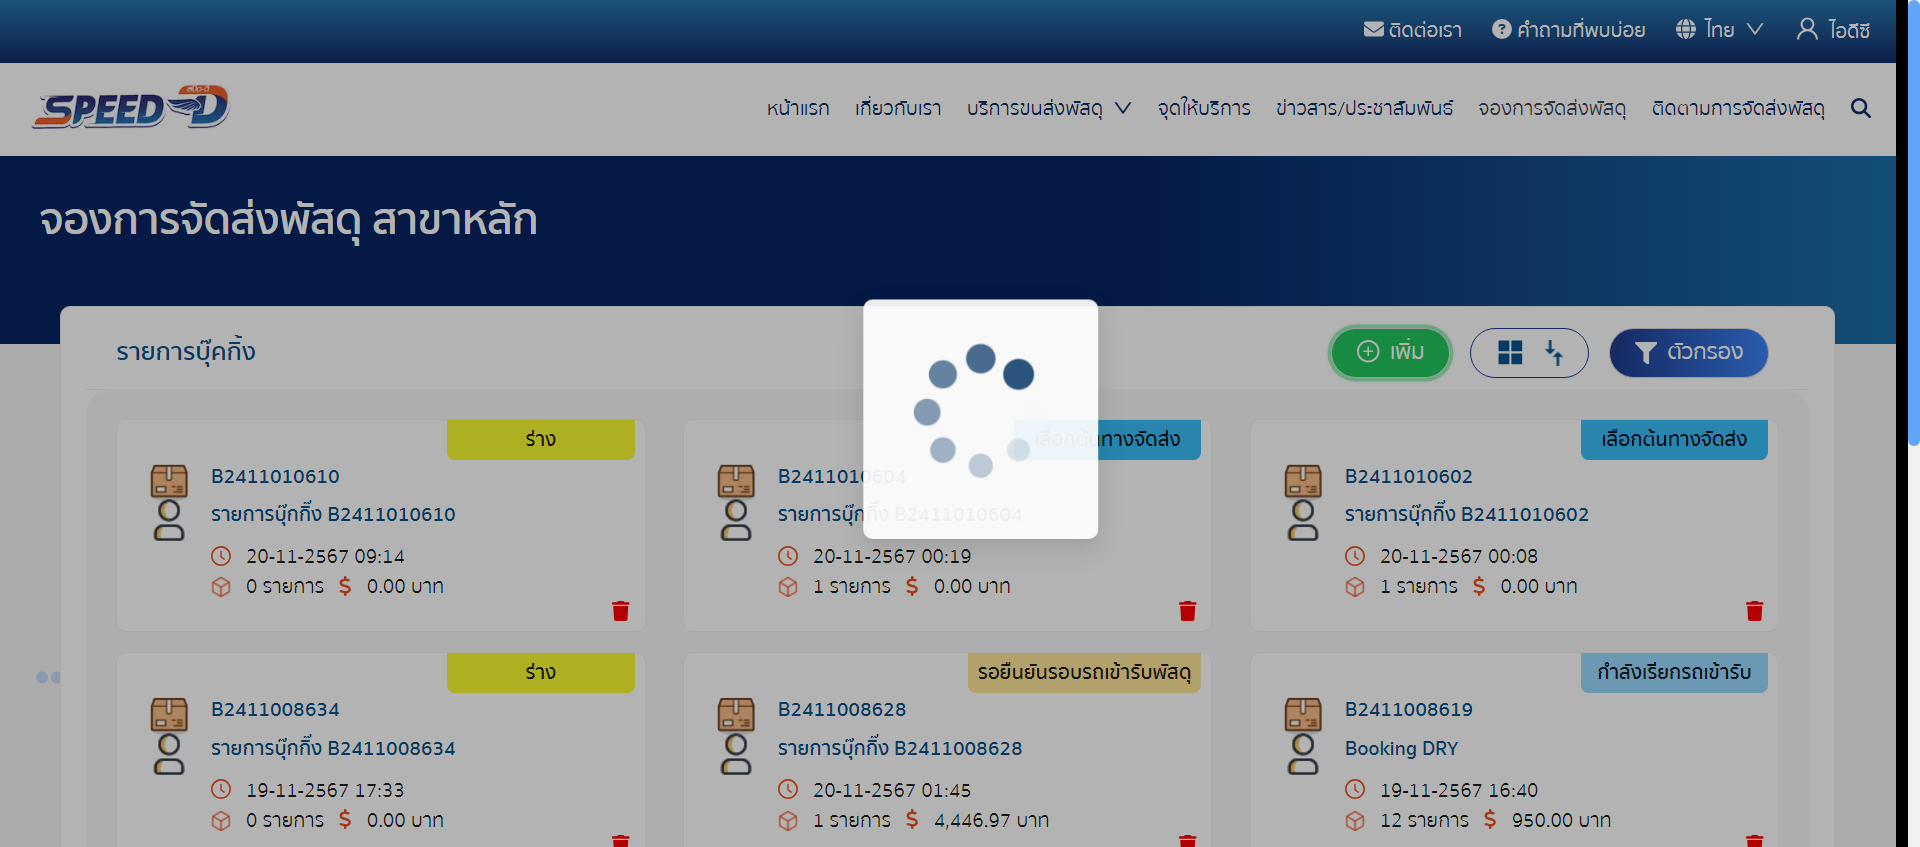 ติดต่อเรา คำถามที่พบบ่อย ไทย ไอดีซี
สปีด-ดี
SPEED-D
หน้าแรก เกี่ยวกับเรา บริการขนส่งพัสดุ จุดให้บริการ ข่าวสาร/ประชาสัมพันธ์ จองการจัดส่งพัสดุ ติดตามการจัดส่งพัสดุ
จองการจัดส่งพัสดุ สาขาหลัก
รายการบุ๊คกิ้ง เพิ่ม ตัวกรอง
ร่าง
B2411010610
รายการบุ๊กกิ้ง B2411010610
20-11-2567 09:14
0 รายการ $ 0.00 บาท
เลือกต้นทางจัดส่ง
B2411010604
รายการบุ๊กกิ้ง B2411010604
20-11-2567 00:19
1 รายการ $ 0.00 บาท
เลือกต้นทางจัดส่ง
B2411010602
รายการบุ๊กกิ้ง B2411010602
20-11-2567 00:08
1 รายการ $ 0.00 บาท
ร่าง
B2411008634
รายการบุ๊กกิ้ง B2411008634
19-11-2567 17:33
0 รายการ $ 0.00 บาท
รอยืนยันรอบรถเข้ารับพัสดุ
B2411008628
รายการบุ๊กกิ้ง B2411008628
20-11-2567 01:45
1 รายการ $ 4,446.97 บาท
กำลังเรียกรถเข้ารับ
B2411008619
Booking DRY
19-11-2567 16:40
12 รายการ $ 950.00 บาท